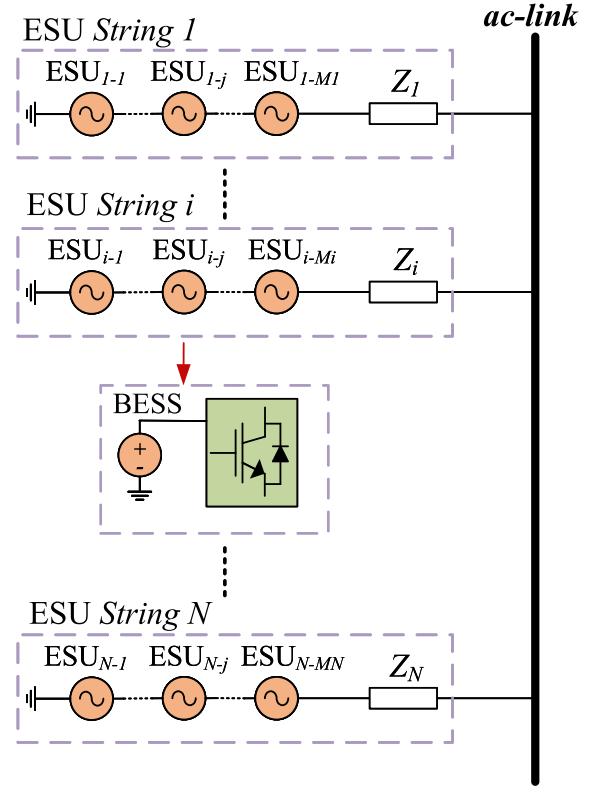 ac-link
ESU String 1
ESU1-1 ESU1-j ESU1-M1 Z1
ESU String i
ESUi-1 ESUi-j ESUi-Mi Zi
BESS
+
-
ESU String N
ESUN-1 ESUN-j ESUN-MN ZN